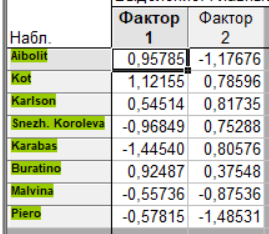 Фактор Фактор
Набл. 1 2
Aibolit 0,95785 -1,17676
Kot 1,12155 0,78596
Karlson 0,54514 0,81735
Snezh. Koroleva -0,96849 0,75288
Karabas -1,44540 0,80576
Buratino 0,92487 0,37548
Malvina -0,55736 -0,87536
Piero -0,57815 -1,48531